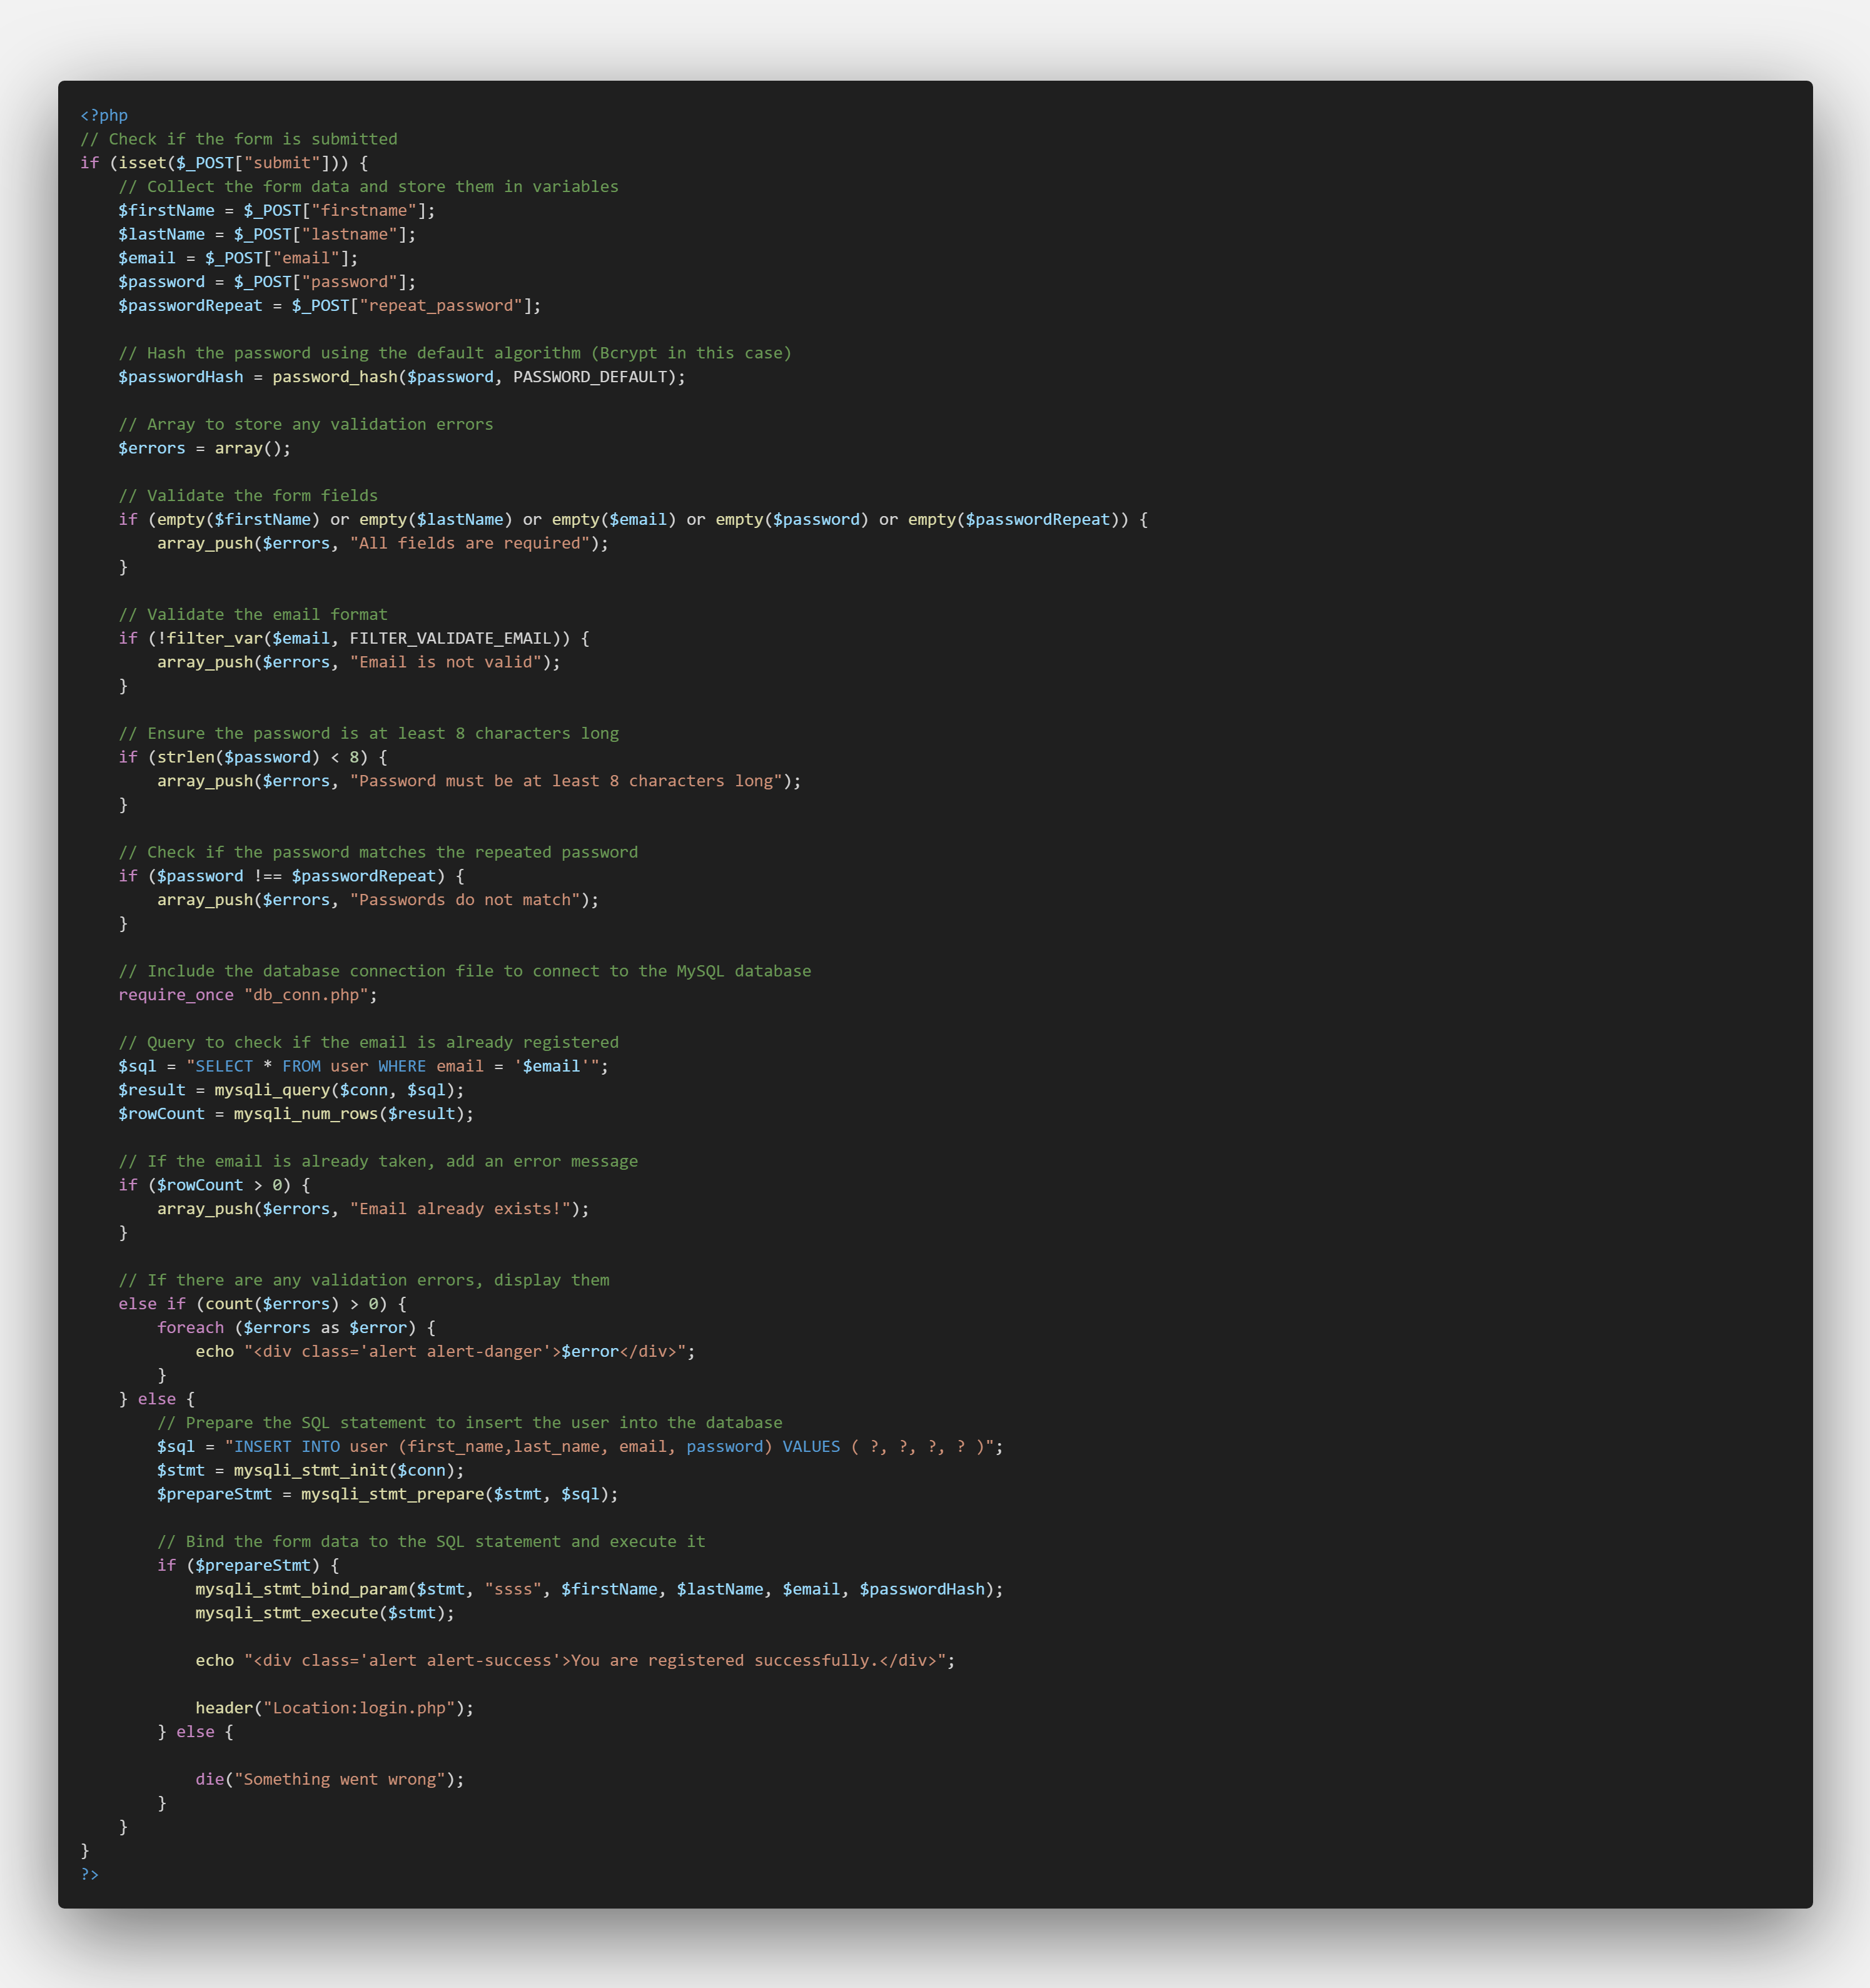 <?php
// Check if the form is submitted
if (isset($_POST["submit"])) {
    // Collect the form data and store them in variables
    $firstName = $_POST["firstname"];
    $lastName = $_POST["lastname"];
    $email = $_POST["email"];
    $password = $_POST["password"];
    $passwordRepeat = $_POST["repeat_password"];

    // Hash the password using the default algorithm (Bcrypt in this case)
    $passwordHash = password_hash($password, PASSWORD_DEFAULT);

    // Array to store any validation errors
    $errors = array();

    // Validate the form fields
    if (empty($firstName) or empty($lastName) or empty($email) or empty($password) or empty($passwordRepeat)) {
        array_push($errors, "All fields are required");
    }

    // Validate the email format
    if (!filter_var($email, FILTER_VALIDATE_EMAIL)) {
        array_push($errors, "Email is not valid");
    }

    // Ensure the password is at least 8 characters long
    if (strlen($password) < 8) {
        array_push($errors, "Password must be at least 8 characters long");
    }

    // Check if the password matches the repeated password
    if ($password !== $passwordRepeat) {
        array_push($errors, "Passwords do not match");
    }

    // Include the database connection file to connect to the MySQL database
    require_once "db_conn.php";

    // Query to check if the email is already registered
    $sql = "SELECT * FROM user WHERE email = '$email'";
    $result = mysqli_query($conn, $sql);
    $rowCount = mysqli_num_rows($result);

    // If the email is already taken, add an error message
    if ($rowCount > 0) {
        array_push($errors, "Email already exists!");
    }

    // If there are any validation errors, display them
    else if (count($errors) > 0) {
        foreach ($errors as $error) {
            echo "<div class='alert alert-danger'>$error</div>";
        }
    } else {
        // Prepare the SQL statement to insert the user into the database
        $sql = "INSERT INTO user (first_name,last_name, email, password) VALUES ( ?, ?, ?, ? )";
        $stmt = mysqli_stmt_init($conn);
        $prepareStmt = mysqli_stmt_prepare($stmt, $sql);

        // Bind the form data to the SQL statement and execute it
        if ($prepareStmt) {
            mysqli_stmt_bind_param($stmt, "ssss", $firstName, $lastName, $email, $passwordHash);
            mysqli_stmt_execute($stmt);

            echo "<div class='alert alert-success'>You are registered successfully.</div>";

            header("Location:login.php");
        } else {

            die("Something went wrong");
        }
    }
}
?>